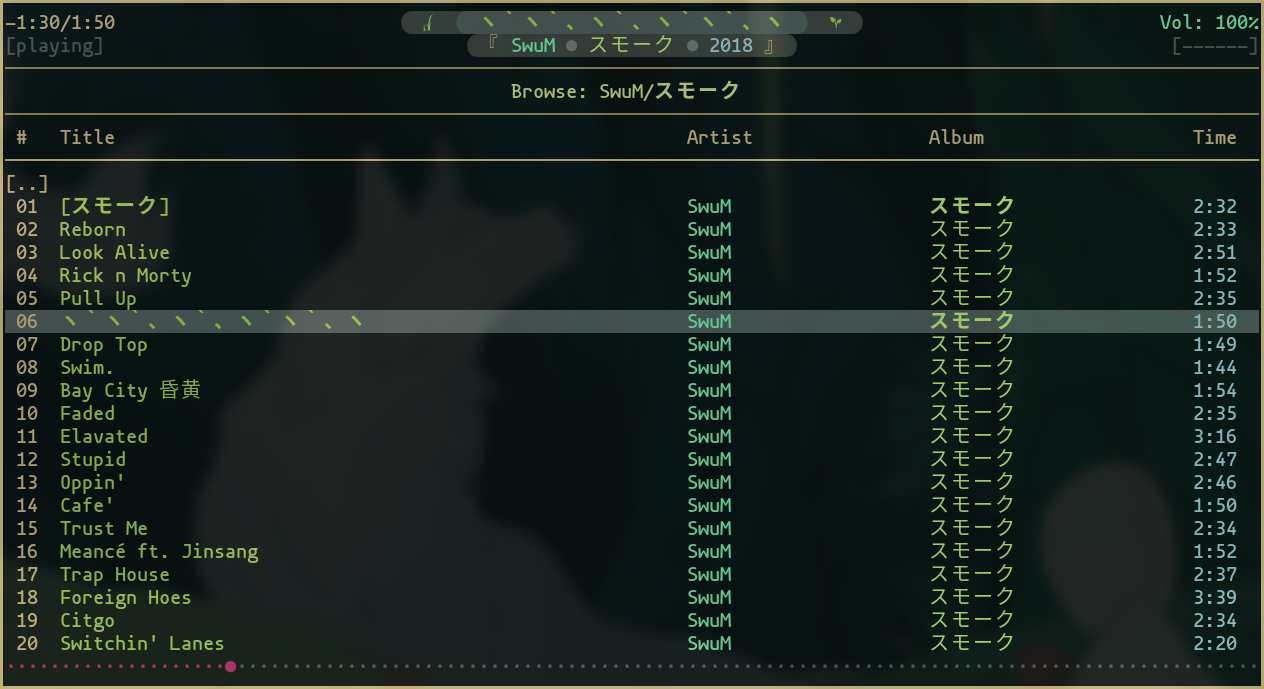 -1:30/1:50 ヽ｀ヽ｀、ヽ｀、ヽ｀ヽ｀、ヽ Vol: 100%
[playing] 『 SwuM ● スモーク ● 2018 』 [------]
Browse: SwuM/スモーク
# Title Artist Album Time
[..]
01 [スモーク] SwuM スモーク 2:32
02 Reborn SwuM スモーク 2:33
03 Look Alive SwuM スモーク 2:51
04 Rick n Morty SwuM スモーク 1:52
05 Pull Up SwuM スモーク 2:35
06 ヽ｀ヽ｀、ヽ｀、ヽ｀ヽ｀、ヽ SwuM スモーク 1:50
07 Drop Top SwuM スモーク 1:49
08 Swim. SwuM スモーク 1:44
09 Bay City 昏黄 SwuM スモーク 1:54
10 Faded SwuM スモーク 2:35
11 Elavated SwuM スモーク 3:16
12 Stupid SwuM スモーク 2:47
13 Oppin' SwuM スモーク 2:46
14 Cafe' SwuM スモーク 1:50
15 Trust Me SwuM スモーク 2:34
16 Meancé ft. Jinsang SwuM スモーク 1:52
17 Trap House SwuM スモーク 2:37
18 Foreign Hoes SwuM スモーク 3:39
19 Citgo SwuM スモーク 2:34
20 Switchin' Lanes SwuM スモーク 2:20